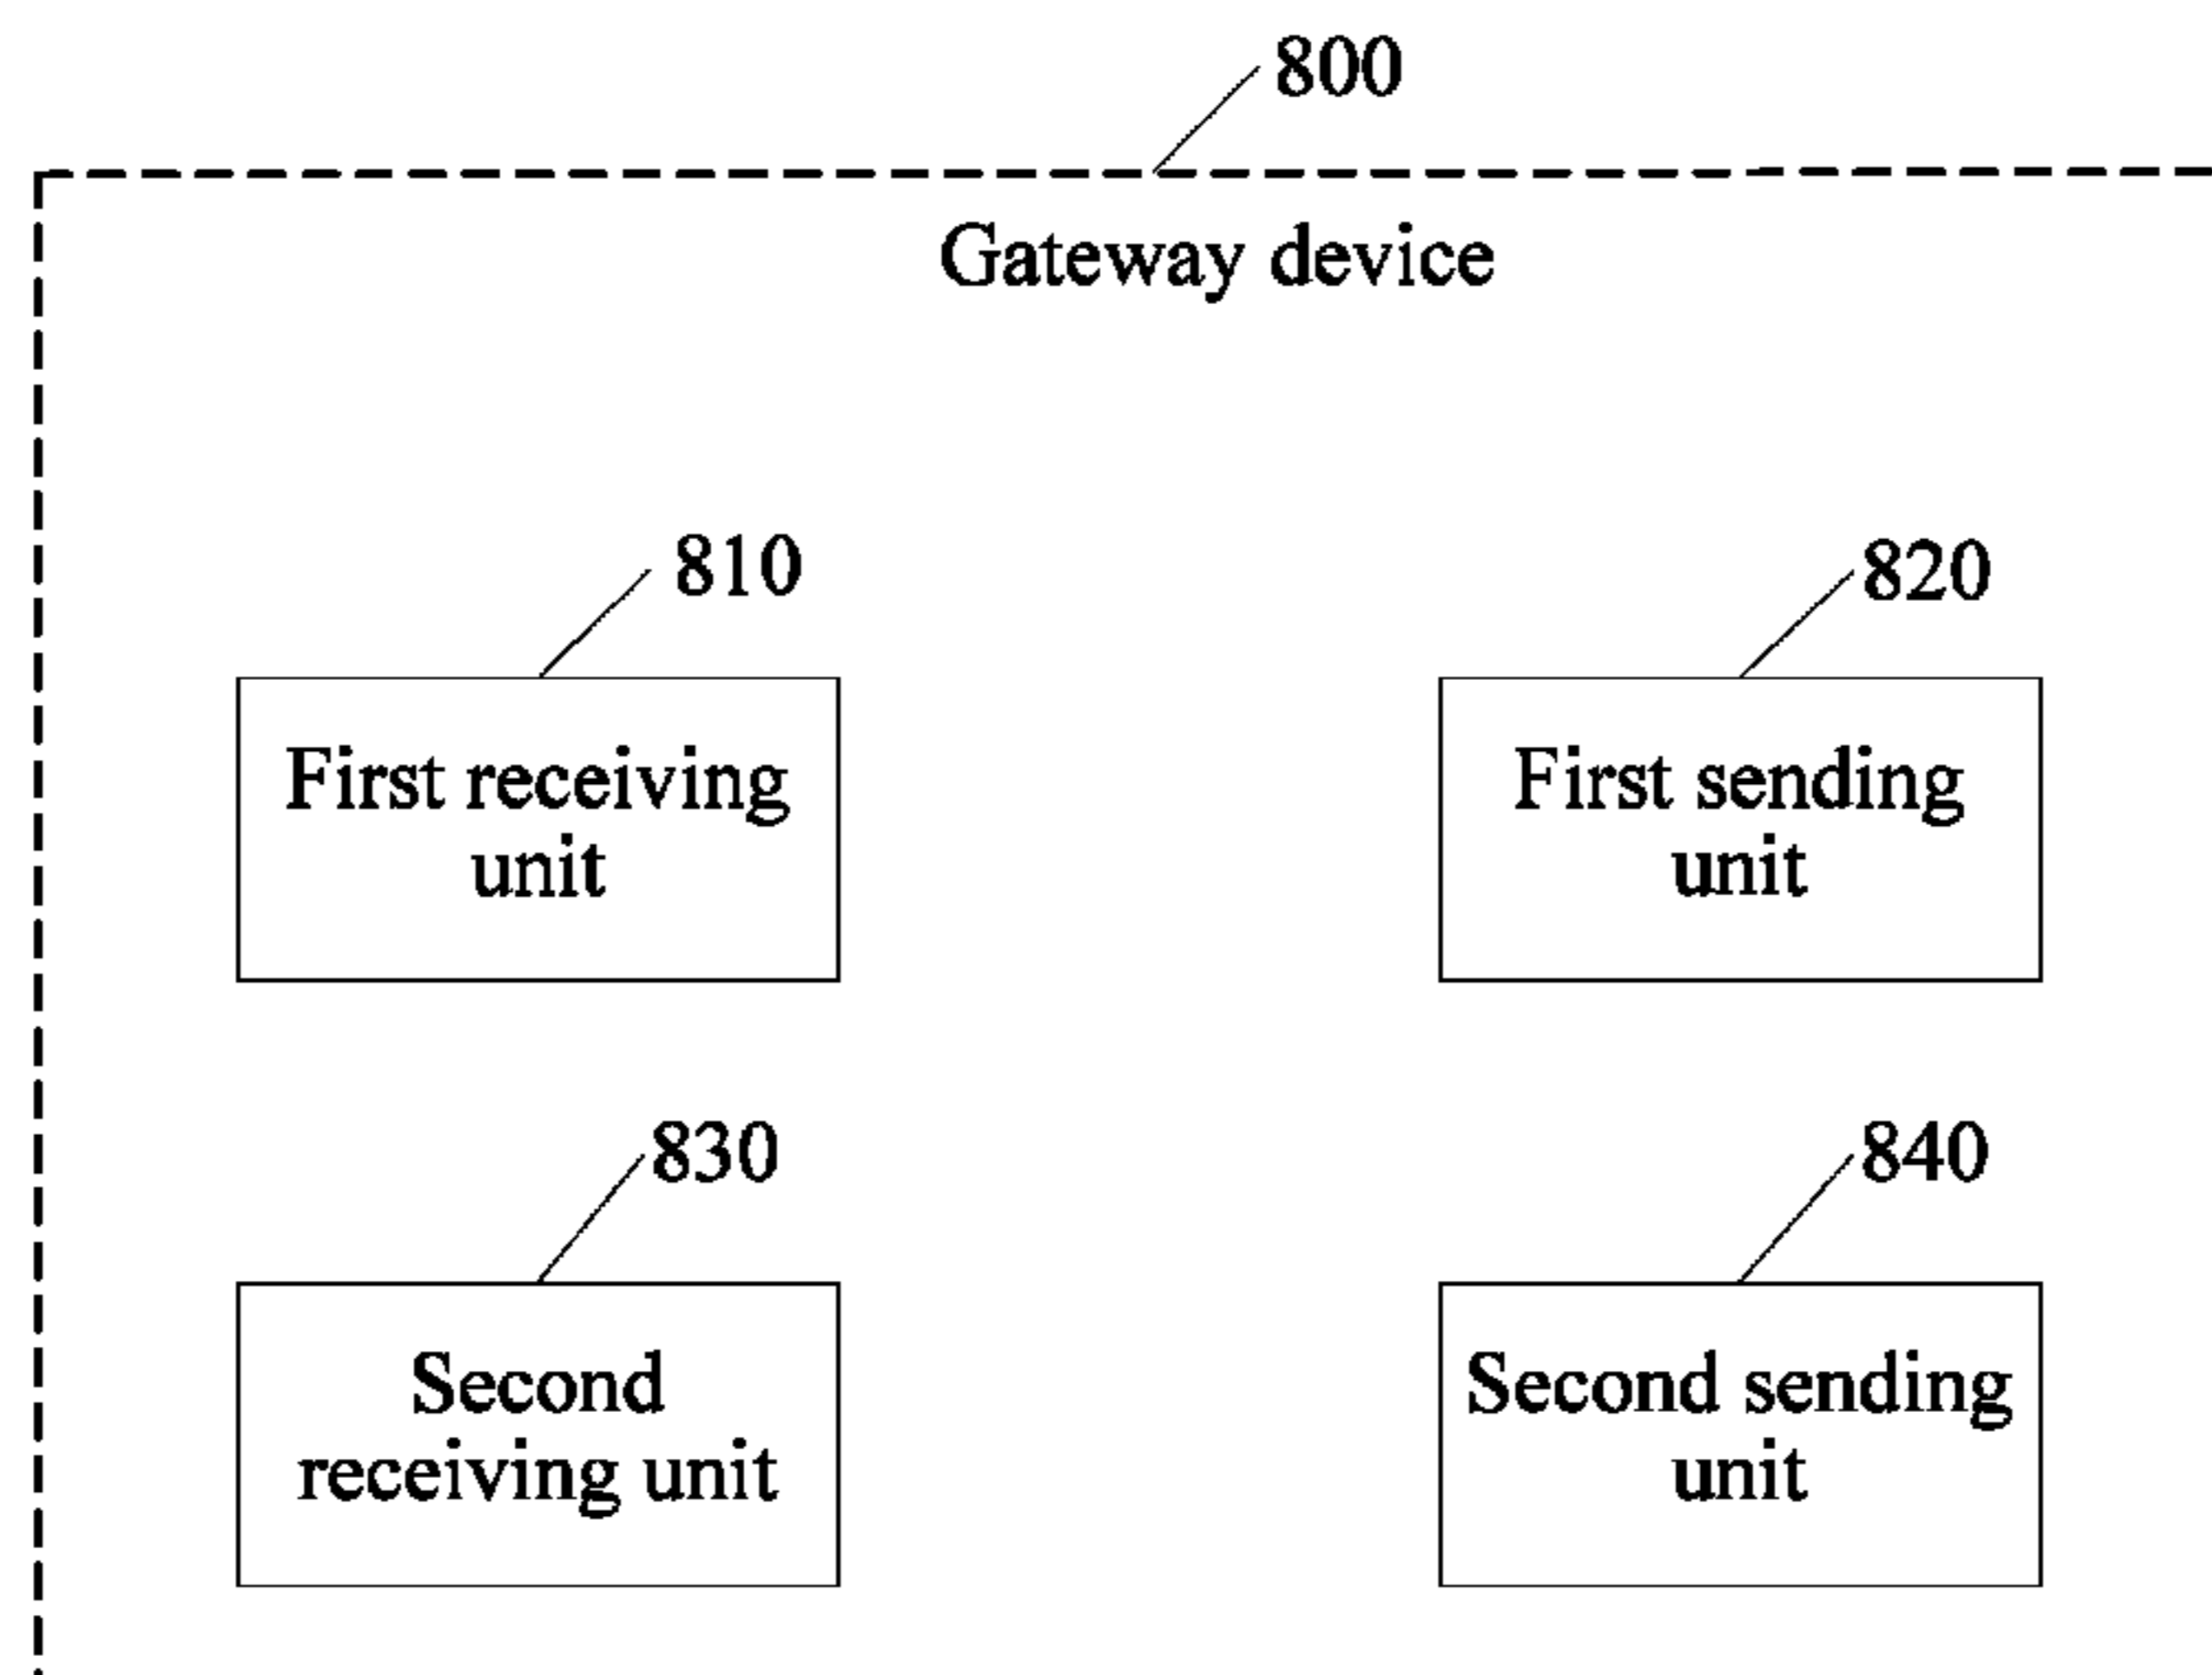 800
Gateway device
810
820
First receiving
unit
First sending
unit
830
840
Second
receiving unit
Second sending
unit